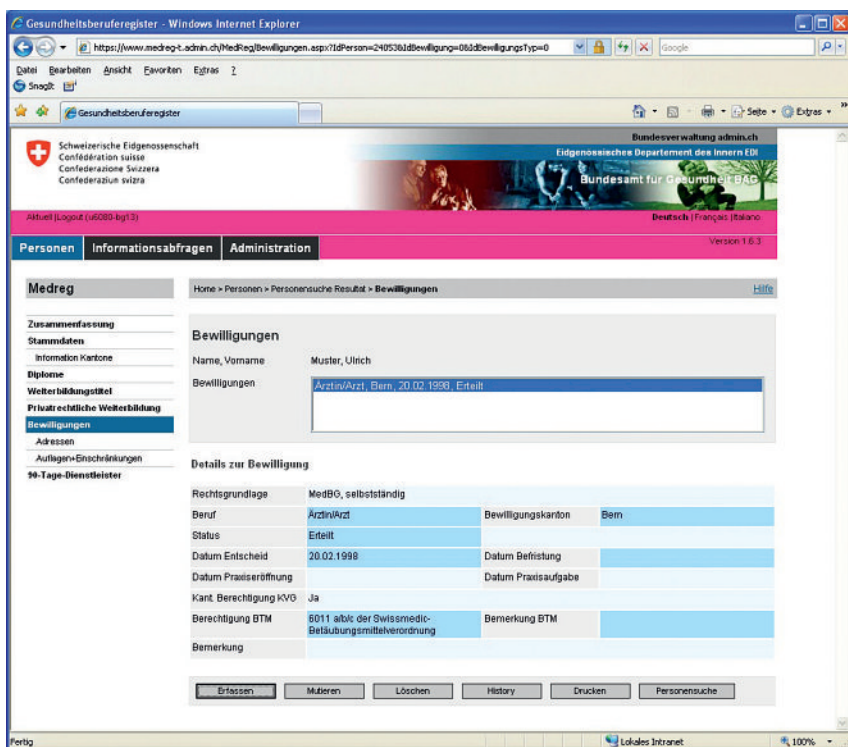 Gesundheitsberuferegister - Windows Internet Explorer
https://www.medreg-t.admin.ch/MedReg/Bewilligungen.aspx?IdPerson=24053&IdBewilligung=0&IdBewilligungsTyp=0
Google
Datei Bearbeiten Ansicht Favoriten Extras ?
SnagIt
Gesundheitsberuferegister
Seite Extras
Bundesverwaltung admin.ch
Schweizerische Eidgenossenschaft
Confédération suisse
Confederazione Svizzera
Confederaziun svizra
Eidgenössisches Departement des Innern EDI
Bundesamt für Gesundheit BAG
Aktuell |Logout (u6080-bg13)
Deutsch |Français |Italiano
Version 1.6.3
Personen Informationsabfragen Administration
Medreg
Home > Personen > Personensuche Resultat > Bewilligungen
Hilfe
Zusammenfassung
Stammdaten
Information Kantone
Diplome
Weiterbildungstitel
Privatrechtliche Weiterbildung
Bewilligungen
Adressen
Auflagen+Einschränkungen
90-Tage-Dienstleister
Bewilligungen
Name, Vorname Muster, Ulrich
Bewilligungen Ärztin/Arzt, Bern, 20.02.1998, Erteilt
Details zur Bewilligung
Rechtsgrundlage MedBG, selbstständig
Beruf Ärztin/Arzt Bewilligungskanton Bern
Status Erteilt
Datum Entscheid 20.02.1998 Datum Befristung
Datum Praxiseröffnung Datum Praxisaufgabe
Kant. Berechtigung KVG Ja
Berechtigung BTM 6011 a/b/c der Swissmedic-Betäubungsmittelverordnung Bemerkung BTM
Bemerkung
Erfassen Mutieren Löschen History Drucken Personensuche
Fertig Lokales Intranet 100%